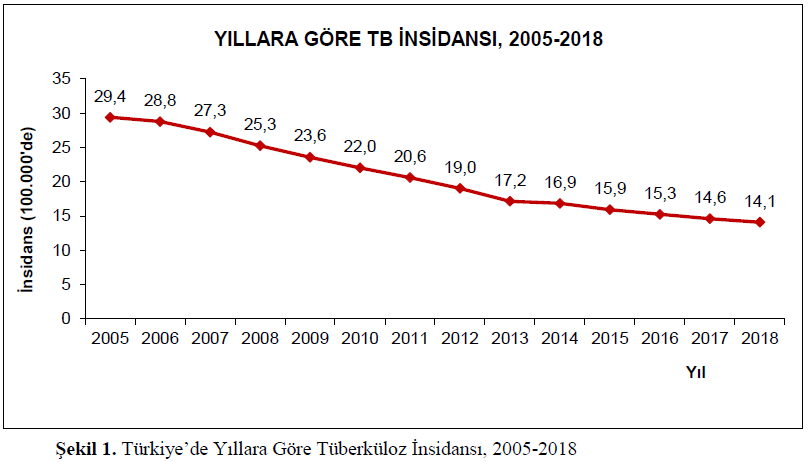 YILLARA GÖRE TB İNSİDANSI, 2005-2018
İnsidans (100.000'de)
35
30
25
20
15
10
5
0
29,4 28,8 27,3 25,3 23,6 22,0 20,6 19,0 17,2 16,9 15,9 15,3 14,6 14,1
2005 2006 2007 2008 2009 2010 2011 2012 2013 2014 2015 2016 2017 2018
Yıl
Şekil 1. Türkiye’de Yıllara Göre Tüberküloz İnsidansı, 2005-2018